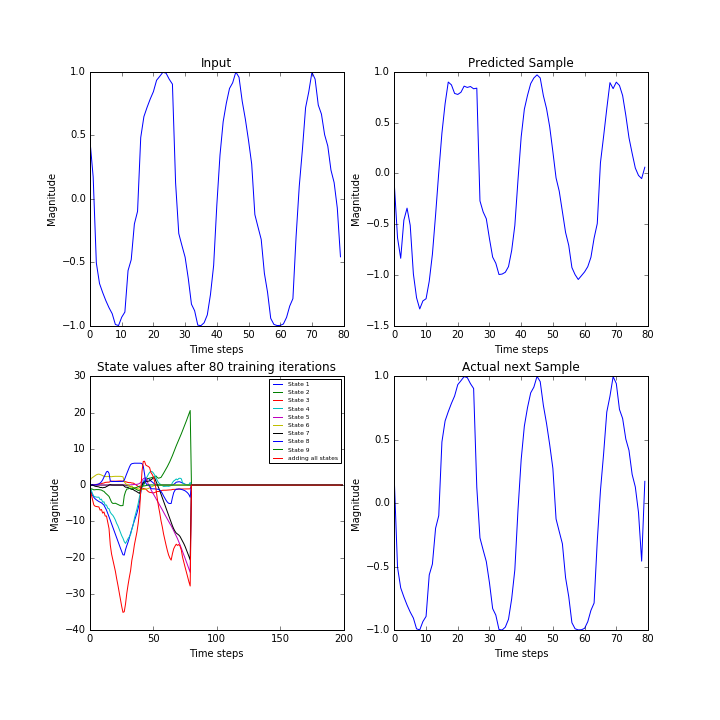 Input
1.0
0.5
0.0
−0.5
−1.0
Magnitude
0 10 20 30 40 50 60 70 80
Time steps
Predicted Sample
1.0
0.5
0.0
−0.5
−1.0
−1.5
Magnitude
0 10 20 30 40 50 60 70 80
Time steps
State values after 80 training iterations
30
20
10
0
−10
−20
−30
−40
Magnitude
0 50 100 150 200
Time steps
State 1
State 2
State 3
State 4
State 5
State 6
State 7
State 8
State 9
adding all states
Actual next Sample
1.0
0.5
0.0
−0.5
−1.0
Magnitude
0 10 20 30 40 50 60 70 80
Time steps